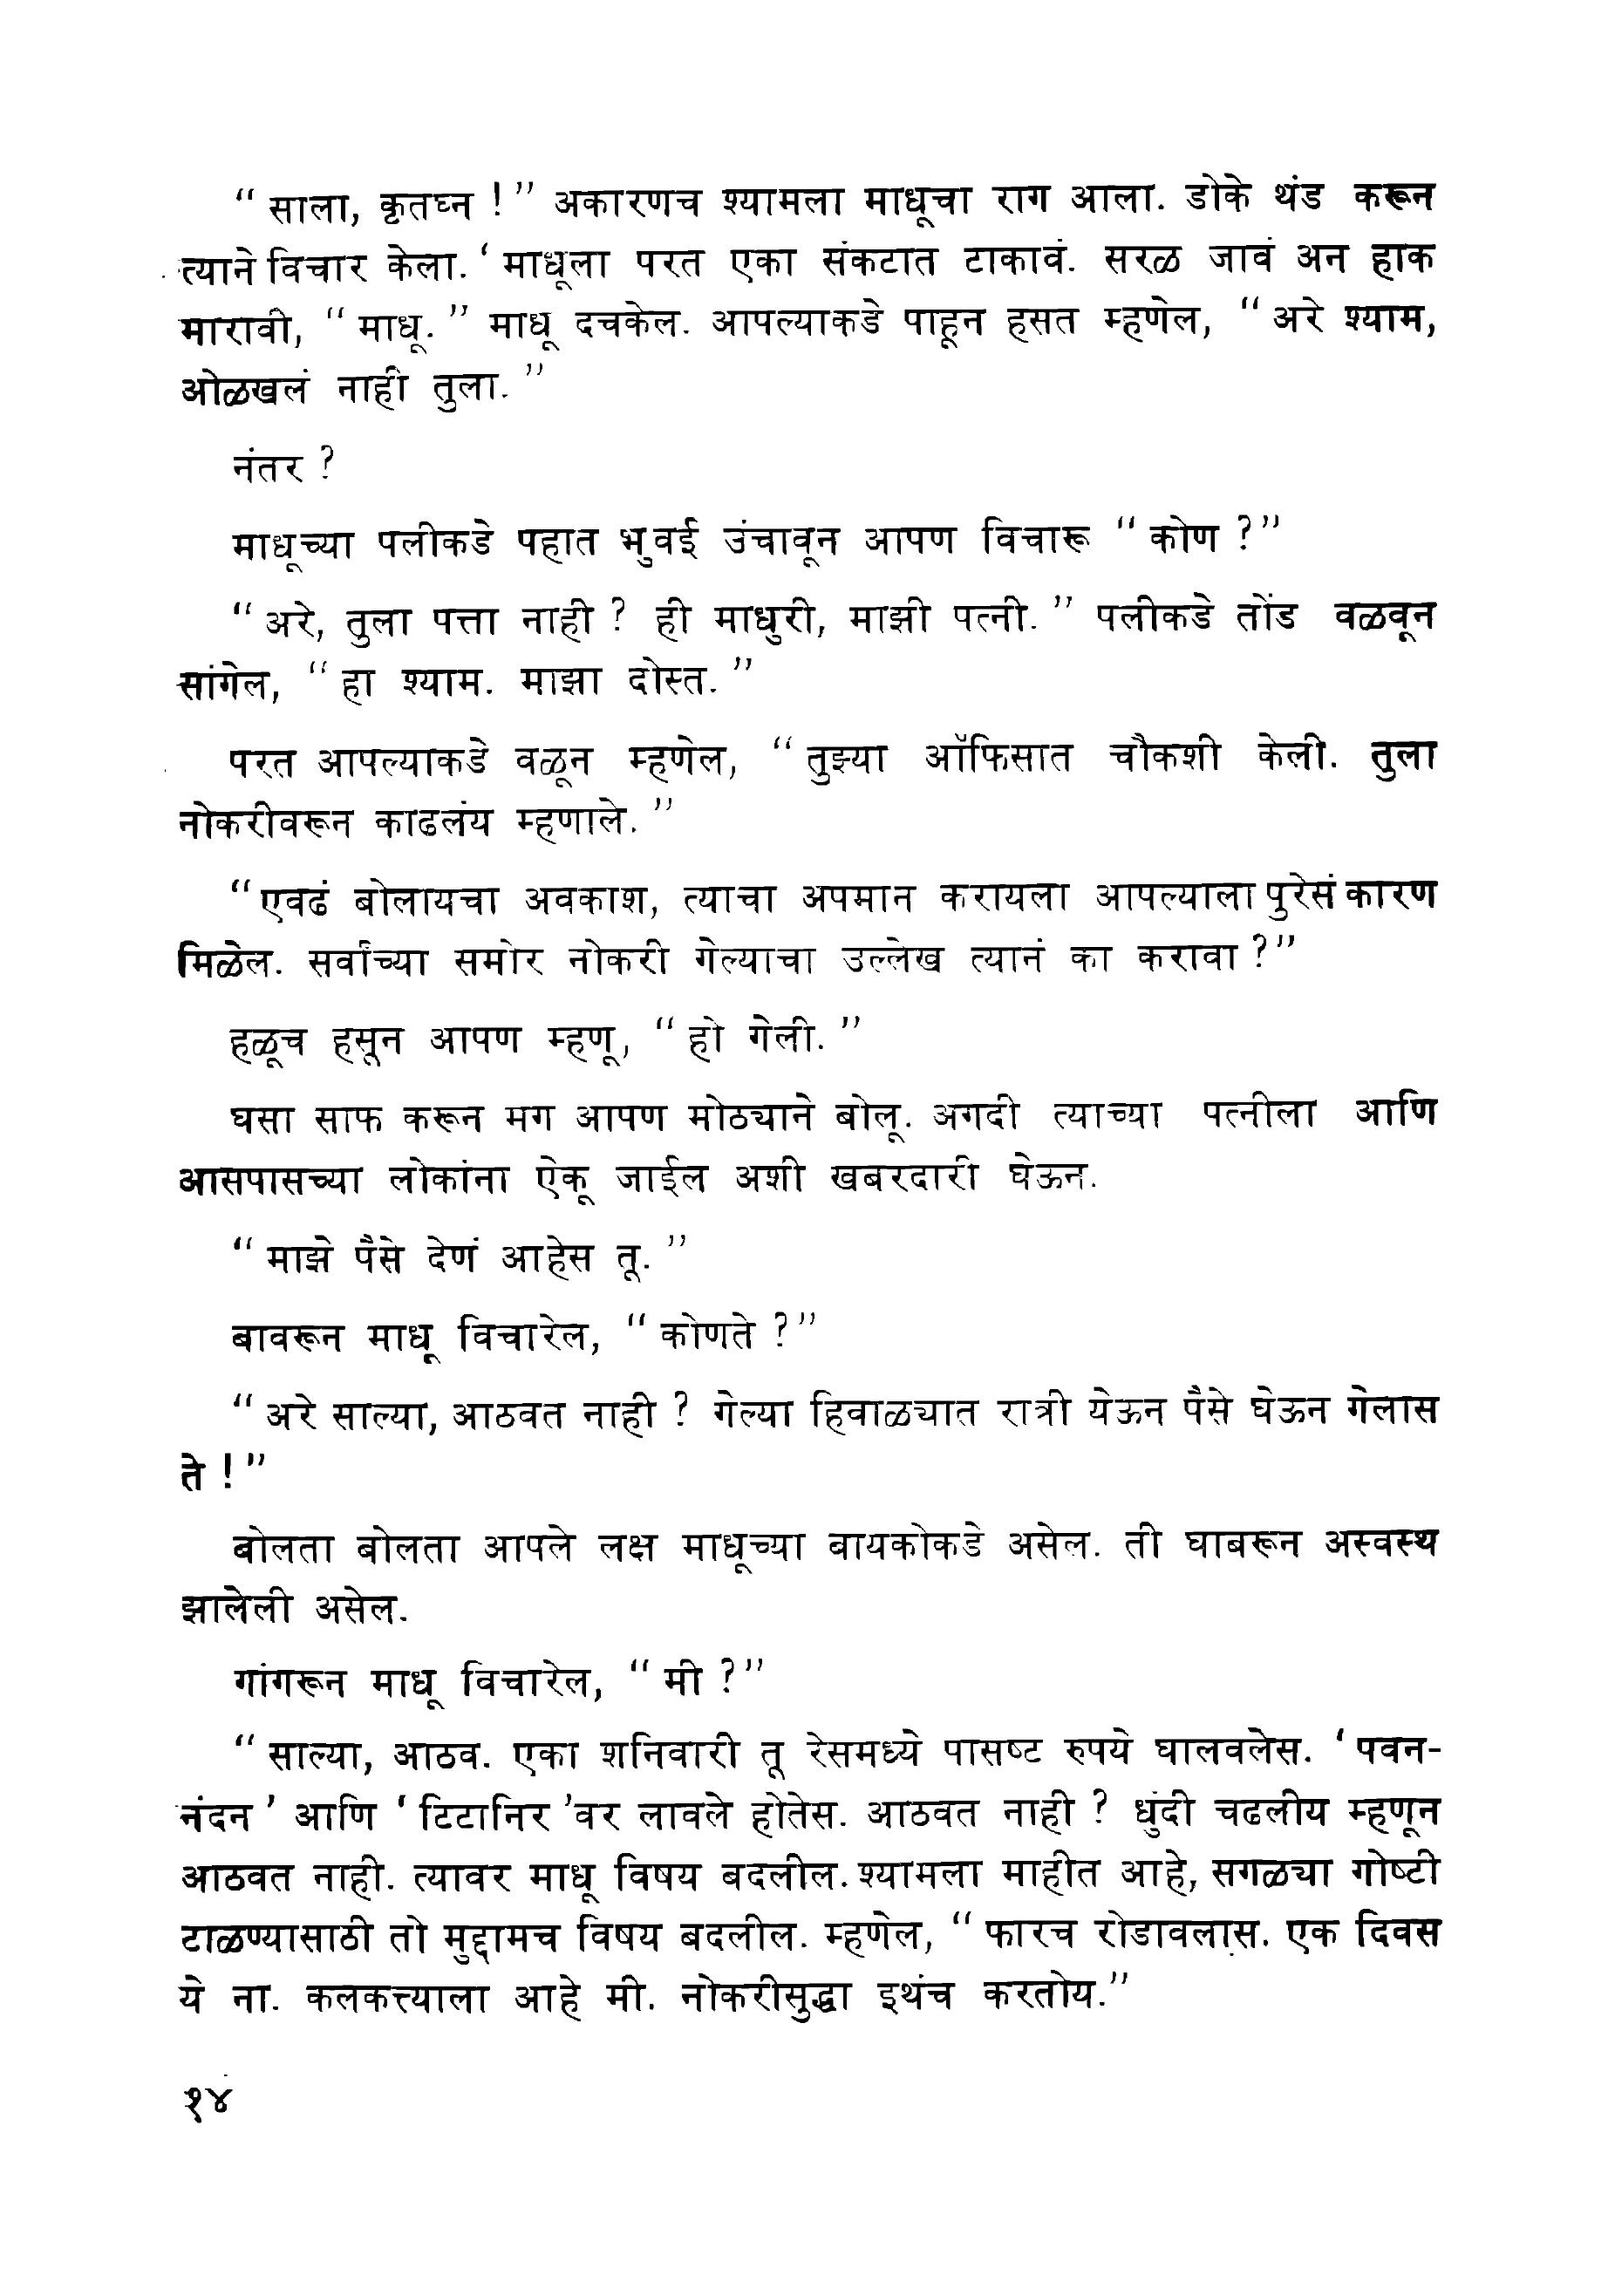 “ साला, कृतघ्न ! ” अकारणच श्यामला माधूचा राग आला. डोके थंड करून
त्याने विचार केला. ‘ माधूला परत एका संकटात टाकावं. सरळ जावं अन हाक
मारावी, “ माधू. ” माधू दचकेल. आपल्याकडे पाहून हसत म्हणेल, “ अरे श्याम,
ओळखलं नाही तुला. ”
नंतर ?
माधूच्या पलीकडे पहात भुवई उंचावून आपण विचारू “ कोण ? ”
“ अरे, तुला पत्ता नाही ? ही माधुरी, माझी पत्नी. ” पलीकडे तोंड वळवून
सांगेल, “ हा श्याम. माझा दोस्त. ”
परत आपल्याकडे वळून म्हणेल, “ तुझ्या ऑफिसात चौकशी केली. तुला
नोकरीवरून काढलंय म्हणाले. ”
“ एवढं बोलायचा अवकाश, त्याचा अपमान करायला आपल्याला पुरेसं कारण
मिळेल. सर्वांच्या समोर नोकरी गेल्याचा उल्लेख त्यानं का करावा ? ”
हळूच हसून आपण म्हणू, “ हो गेली. ”
घसा साफ करून मग आपण मोठ्याने बोलू. अगदी त्याच्या पत्नीला आणि
आसपासच्या लोकांना ऐकू जाईल अशी खबरदारी घेऊन.
“ माझे पैसे देणं आहेस तू. ”
बावरून माधू विचारेल, “ कोणते ? ”
“ अरे साल्या, आठवत नाही ? गेल्या हिवाळ्यात रात्री येऊन पैसे घेऊन गेलास
ते ! ”
बोलता बोलता आपले लक्ष माधूच्या बायकोकडे असेल. ती घाबरून अस्वस्थ
झालेली असेल.
गांगरून माधू विचारेल, “ मी ? ”
“ साल्या, आठव. एका शनिवारी तू रेसमध्ये पासष्ट रुपये घालवलेस. ‘ पवन-
नंदन ’ आणि ‘ टिटानिर ’वर लावले होतेस. आठवत नाही ? धुंदी चढलीय म्हणून
आठवत नाही. त्यावर माधू विषय बदलील. श्यामला माहीत आहे, सगळ्या गोष्टी
टाळण्यासाठी तो मुद्दामच विषय बदलील. म्हणेल, “ फारच रोडावलास. एक दिवस
ये ना. कलकत्त्याला आहे मी. नोकरीसुद्धा इथंच करतोय. ”
१४